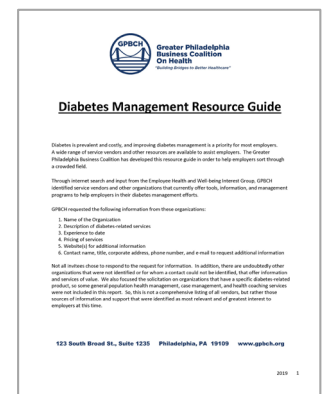 GPBCH
Greater Philadelphia
Business Coalition
On Health
"Building Bridges to Better Healthcare"
Diabetes Management Resource Guide
Diabetes is prevalent and costly, and improving diabetes management is a priority for most employers.
A wide range of service vendors and other resources are available to assist employers. The Greater
Philadelphia Business Coalition has developed this resource guide in order to help employers sort through
a crowded field.
Through internet search and input from the Employee Health and Well-being Interest Group. GPBCH
identified service vendors and other organizations that currently offer tools, information, and management
programs to help employers in their diabetes management efforts.
GPBCH requested the following information from those organizations:
1. Name of the Organization
2. Description of diabetes-related services
3. Experience to date
4. Pricing of services
5. Website(s) for additional information
6. Contact name, title, corporate address, phone number, and e-mail to request additional information
Not all invitees chose to respond to the request for information. In addition, there are undoubtedly other
organizations that were not identified or for whom a contact could not be identified, that offer information
and services of value. We also focused the solicitation on organizations that have a specific diabetes-related
product, so some general population health management, case management, and health coaching services
were not included in this report. So, this is not a comprehensive listing of all vendors, but rather those
sources of information and support that were identified as most relevant and of greatest interest to
employers at this time.
123 South Broad St., Suite 1235 Philadelphia, PA 19109 www.gpbch.org
2019 1